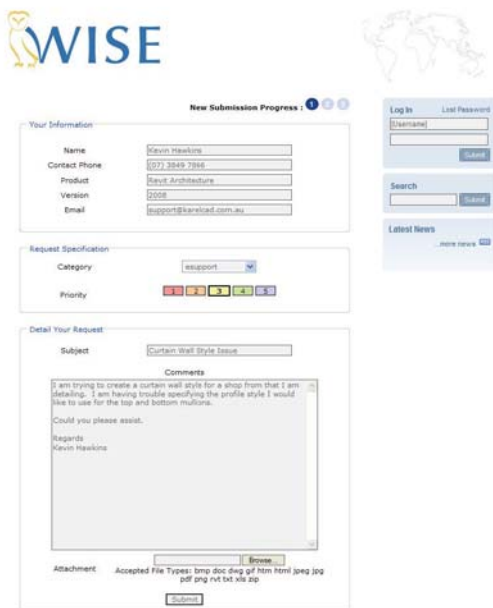 WISE
New Submission Progress : 1 2 3
Your Information
Name Kevin Hawkins
Contact Phone (07) 3849 7866
Product Revit Architecture
Version 2008
Email support@karelcad.com.au
Request Specification
Category esupport
Priority 1 2 3 4 5
Detail Your Request
Subject Curtain Wall Style Issue
Comments
I am trying to create a curtain wall style for a shop from that I am
detailing. I am having trouble specifying the profile style I would
like to use for the top and bottom mullions.
Could you please assist.
Regards
Kevin Hawkins
Browse...
Attachment Accepted File Types: bmp doc dwg gif htm html jpeg jpg
pdf png rvt txt xls zip
Submit
Log In Lost Password
[Username]
Submit
Search
Submit
Latest News
...more news